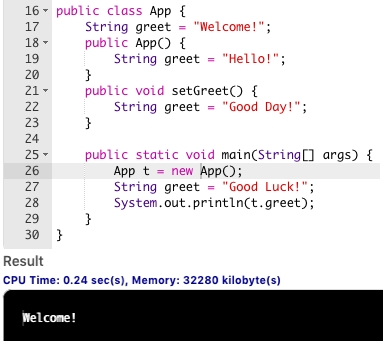 16 public class App {
17 String greet = "Welcome!";
18 public App() {
19 String greet = "Hello!";
20 }
21 public void setGreet() {
22 String greet = "Good Day!";
23 }
24
25 public static void main(String[] args) {
26 App t = new App();
27 String greet = "Good Luck!";
28 System.out.println(t.greet);
29 }
30 }
Result
CPU Time: 0.24 sec(s), Memory: 32280 kilobyte(s)
Welcome!